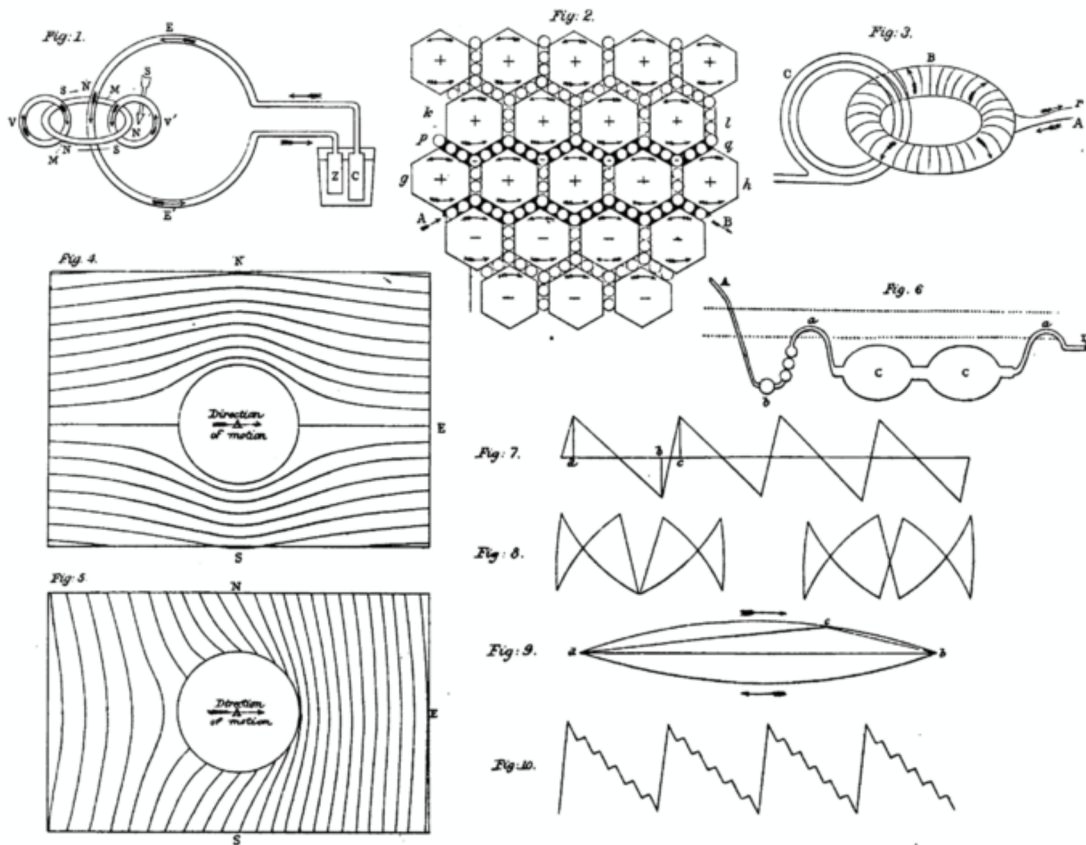 Fig: 1.
E
S
N
M
S
V
N
V'
M
N
S
E'
Z
C
Fig: 2.
+ + + + +
k
+ + + +
l
p
q
g
+ + + + +
h
A
B
− − −
− − −
Fig: 3.
C
B
A
Fig. 4.
N
Direction
of motion
E
S
Fig: 5.
N
Direction
of motion
E
S
Fig. 6
A
a
a
b
C
C
Fig: 7.
b
c
Fig: 8.
Fig: 9.
a
c
b
Fig: 10.